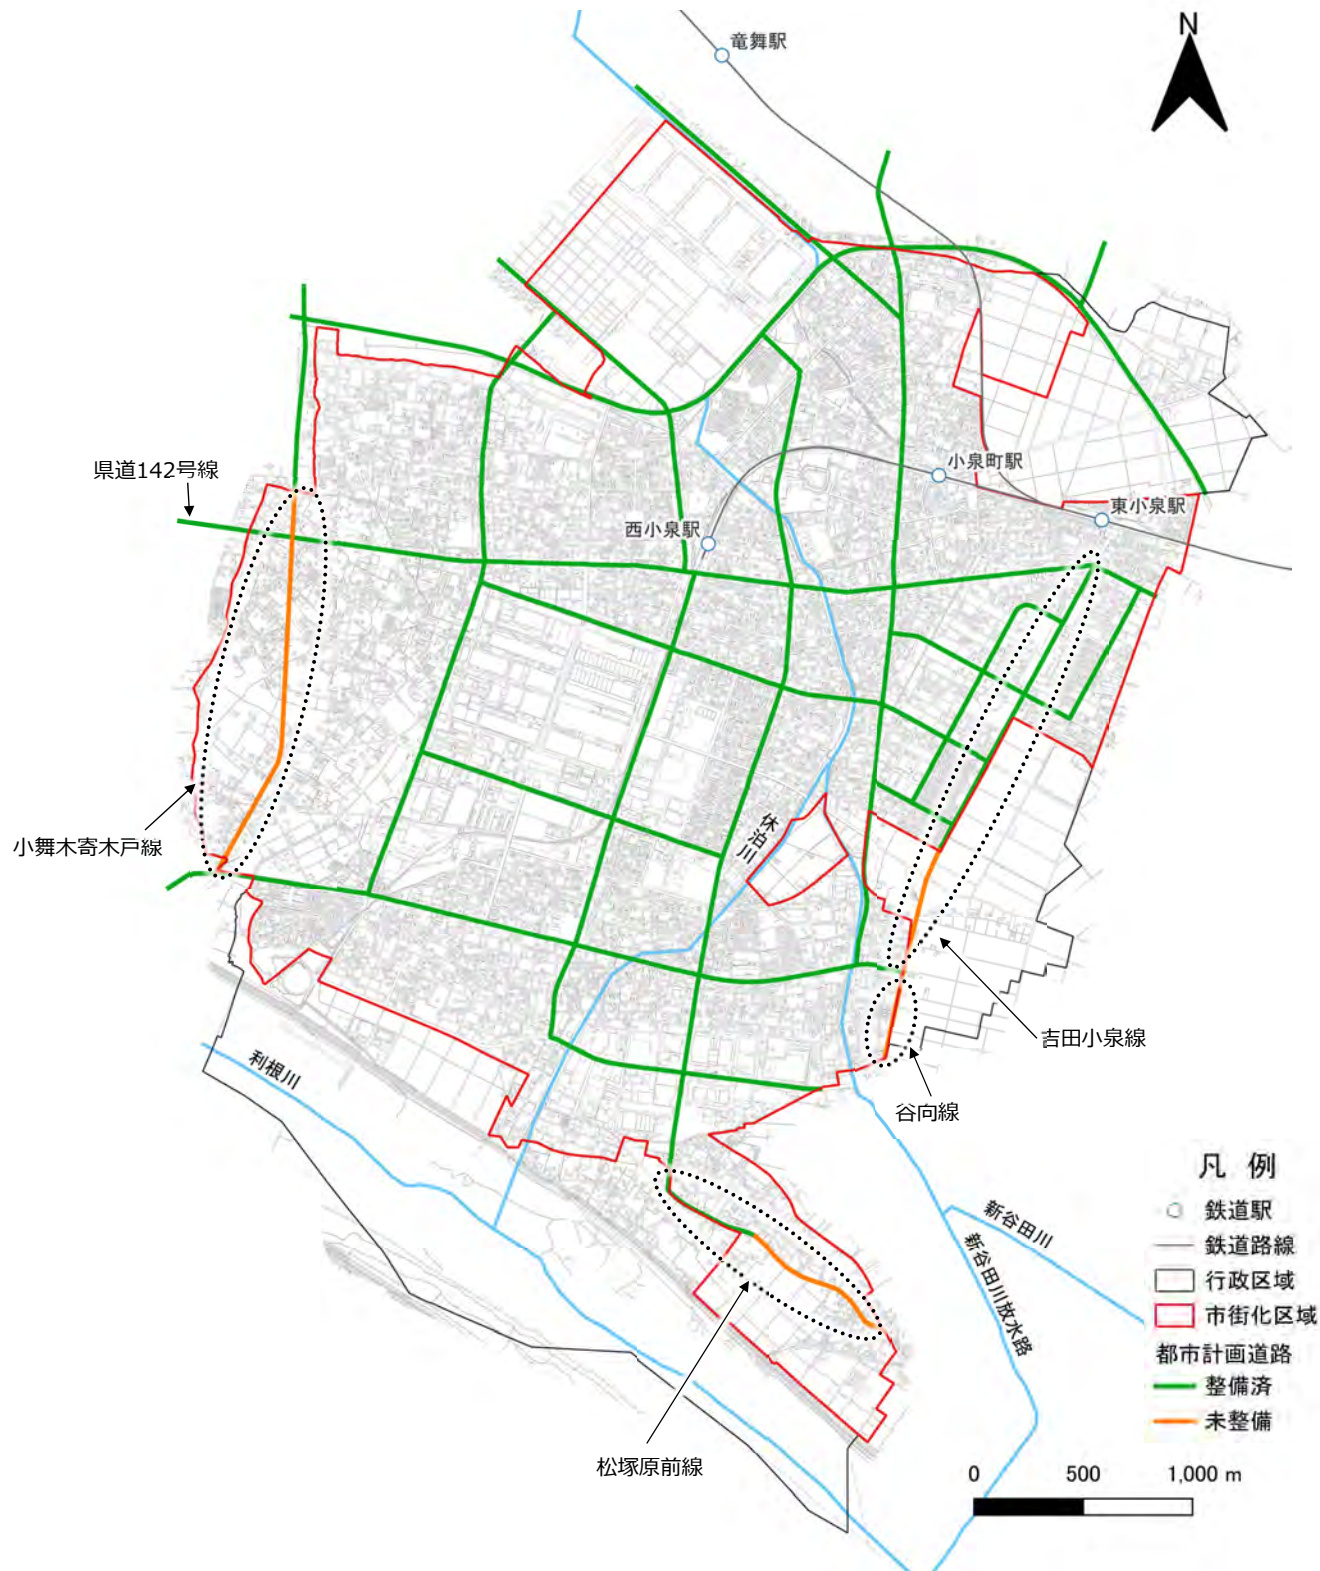 N
竜舞駅
県道142号線
小泉町駅
東小泉駅
西小泉駅
休泊川
小舞木寄木戸線
吉田小泉線
利根川
谷向線
新谷田川
新谷田川放水路
松塚原前線
凡 例
鉄道駅
鉄道路線
行政区域
市街化区域
都市計画道路
整備済
未整備
0 500 1,000 m